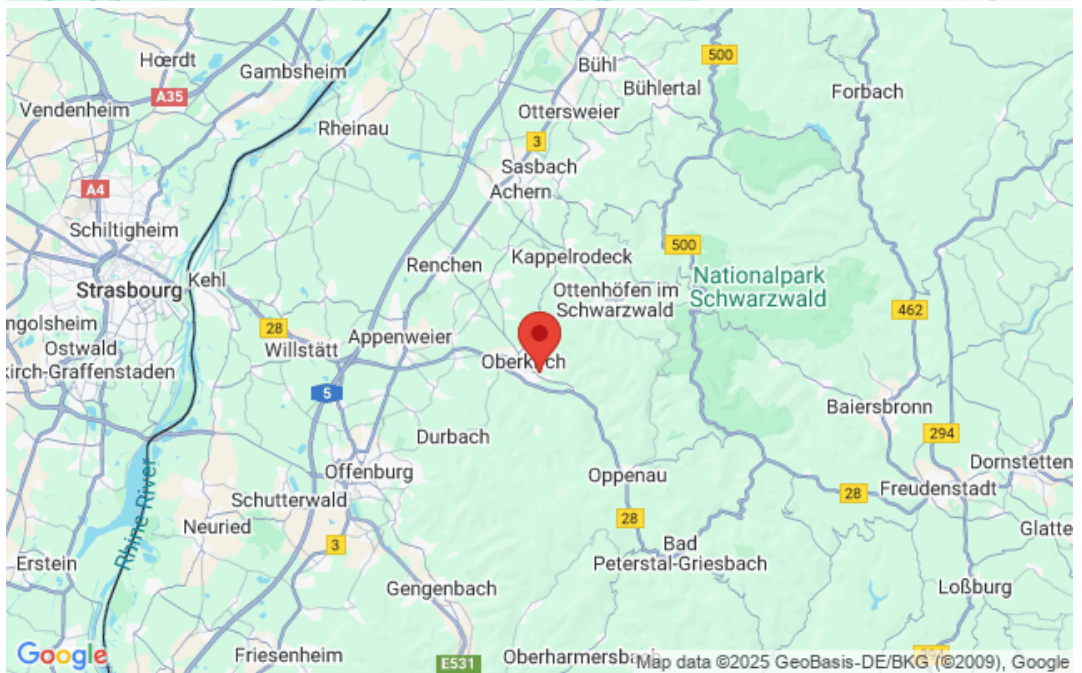 500
Bühl
Hœrdt
Gambsheim
Bühlertal
Forbach
A35
Vendenheim
Ottersweier
Rheinau
3
Sasbach
A4
Achern
Schiltigheim
500
Kappelrodeck
Renchen
Nationalpark
Schwarzwald
Kehl
Strasbourg
Ottenhöfen im
Schwarzwald
462
ngolsheim
28
Appenweier
Willstätt
Ostwald
Oberkirch
kirch-Graffenstaden
5
Baiersbronn
294
Durbach
Dornstetten
Offenburg
Oppenau
Freudenstadt
28
Schutterwald
Neuried
28
Glatte
3
Rhine River
Bad
Peterstal-Griesbach
Erstein
Gengenbach
Loßburg
Google
Friesenheim
E531
Oberharmersbach
Map data ©2025 GeoBasis-DE/BKG (©2009), Google